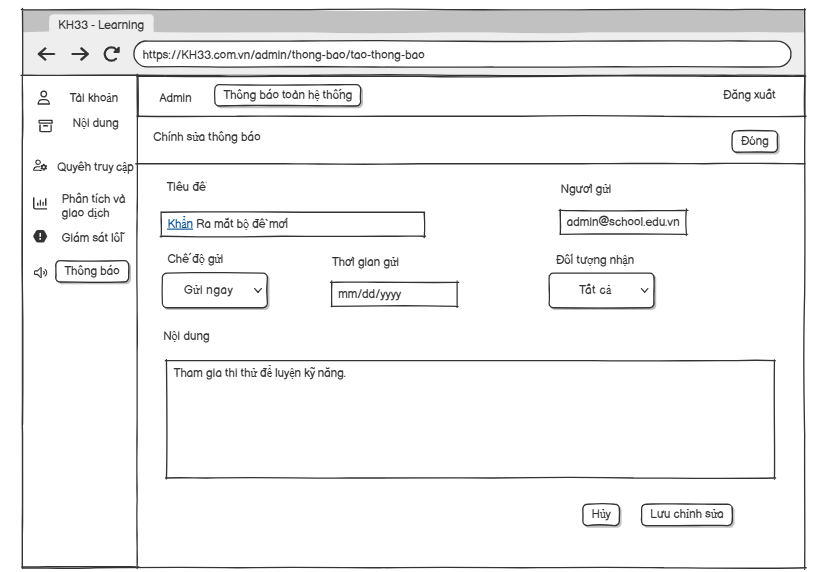 KH33 - Learning
https://KH33.com.vn/admin/thong-bao/tao-thong-bao
Tài khoản
Nội dung
Quyền truy cập
Phân tích và
giao dịch
Giám sát lỗi
Thông báo
Admin
Thông báo toàn hệ thống
Đăng xuất
Chỉnh sửa thông báo
Đóng
Tiêu đề
Người gửi
Khẩn Ra mắt bộ đề mới
admin@school.edu.vn
Chế độ gửi
Thời gian gửi
Đối tượng nhận
Gửi ngay
mm/dd/yyyy
Tất cả
Nội dung
Tham gia thi thử để luyện kỹ năng.
Hủy
Lưu chỉnh sửa